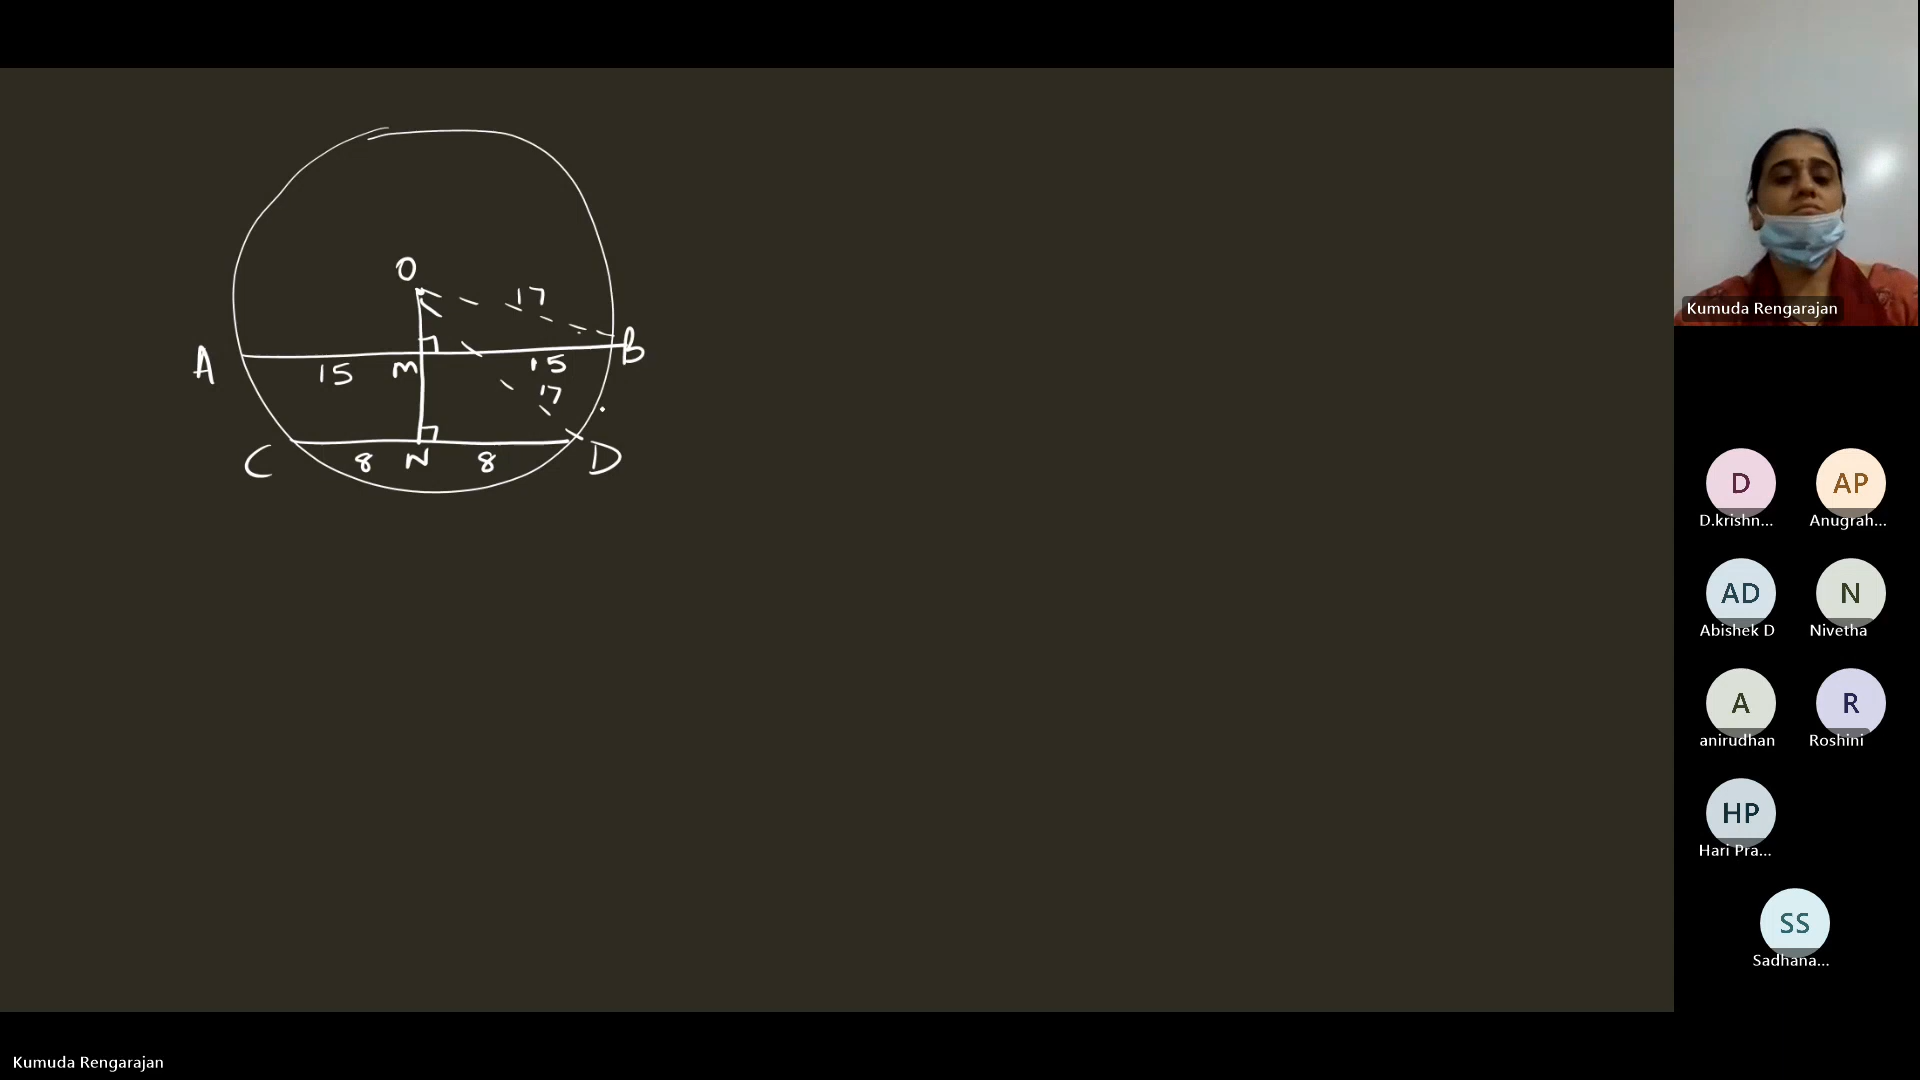 O
17
A
B
15
M
15
17
C
8
N
8
D
Kumuda Rengarajan
D
AP
D.krishn...
Anugrah...
AD
N
Abishek D
Nivetha
A
R
anirudhan
Roshini
HP
Hari Pra...
SS
Sadhana...
Kumuda Rengarajan